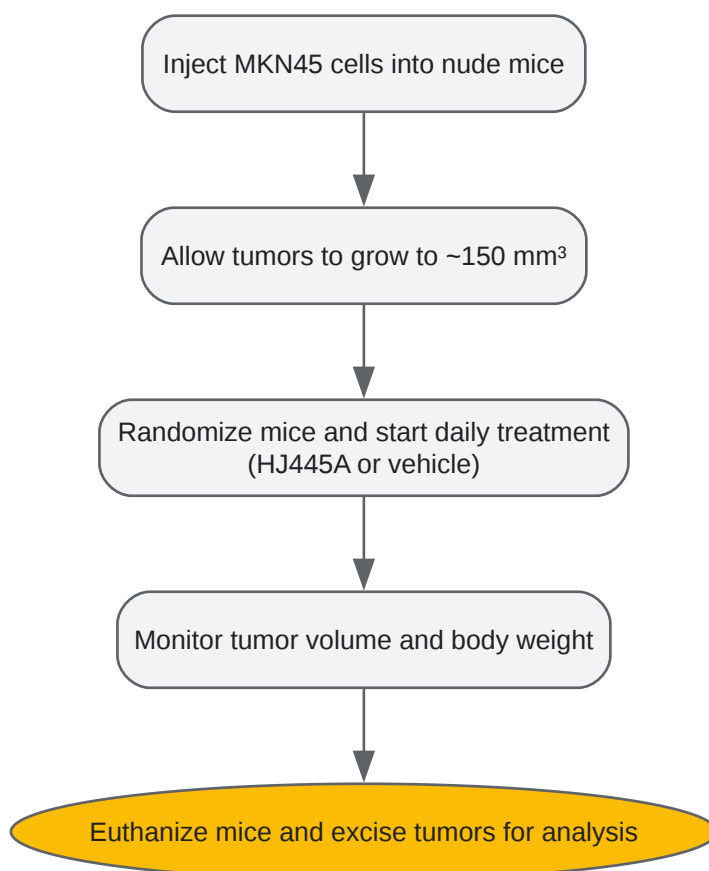 Inject MKN45 cells into nude mice
Allow tumors to grow to ~150 mm³
Randomize mice and start daily treatment
(HJ445A or vehicle)
Monitor tumor volume and body weight
Euthanize mice and excise tumors for analysis